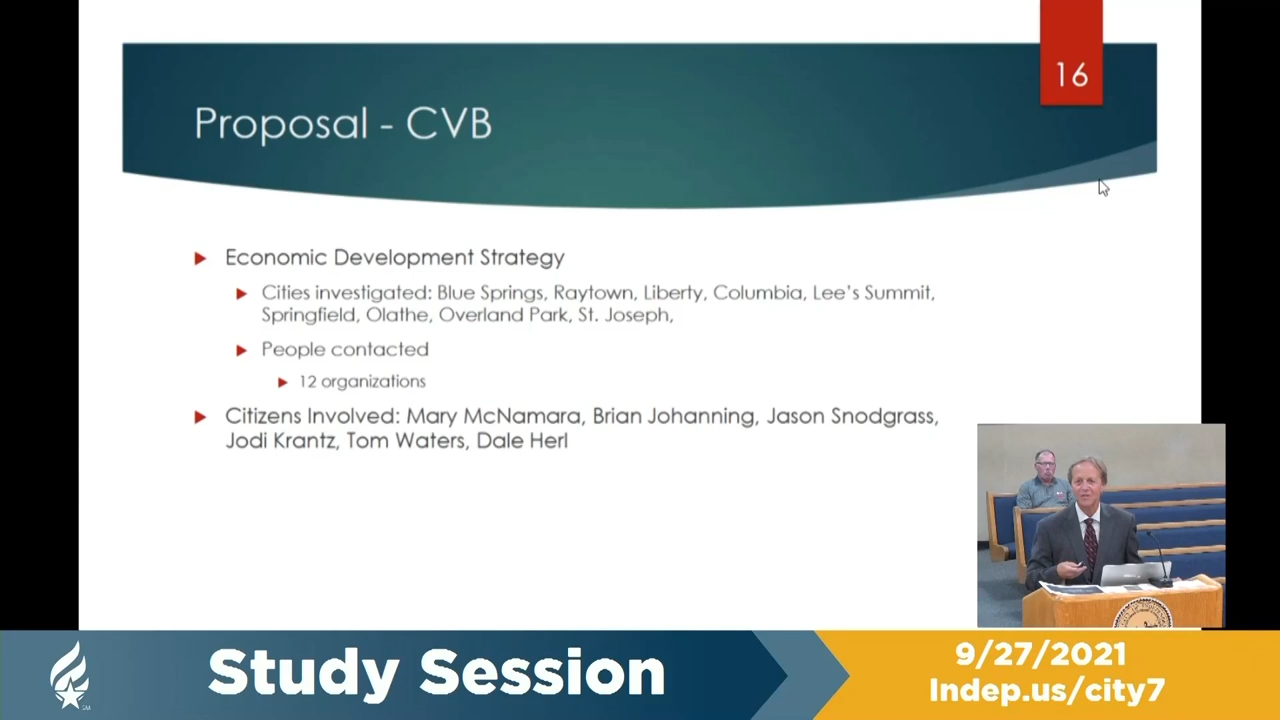 16
Proposal - CVB
Economic Development Strategy
Cities investigated: Blue Springs, Raytown, Liberty, Columbia, Lee's Summit,
Springfield, Olathe, Overland Park, St. Joseph,
People contacted
12 organizations
Citizens Involved: Mary McNamara, Brian Johanning, Jason Snodgrass,
Jodi Krantz, Tom Waters, Dale Herl
Study Session
9/27/2021
Indep.us/city7